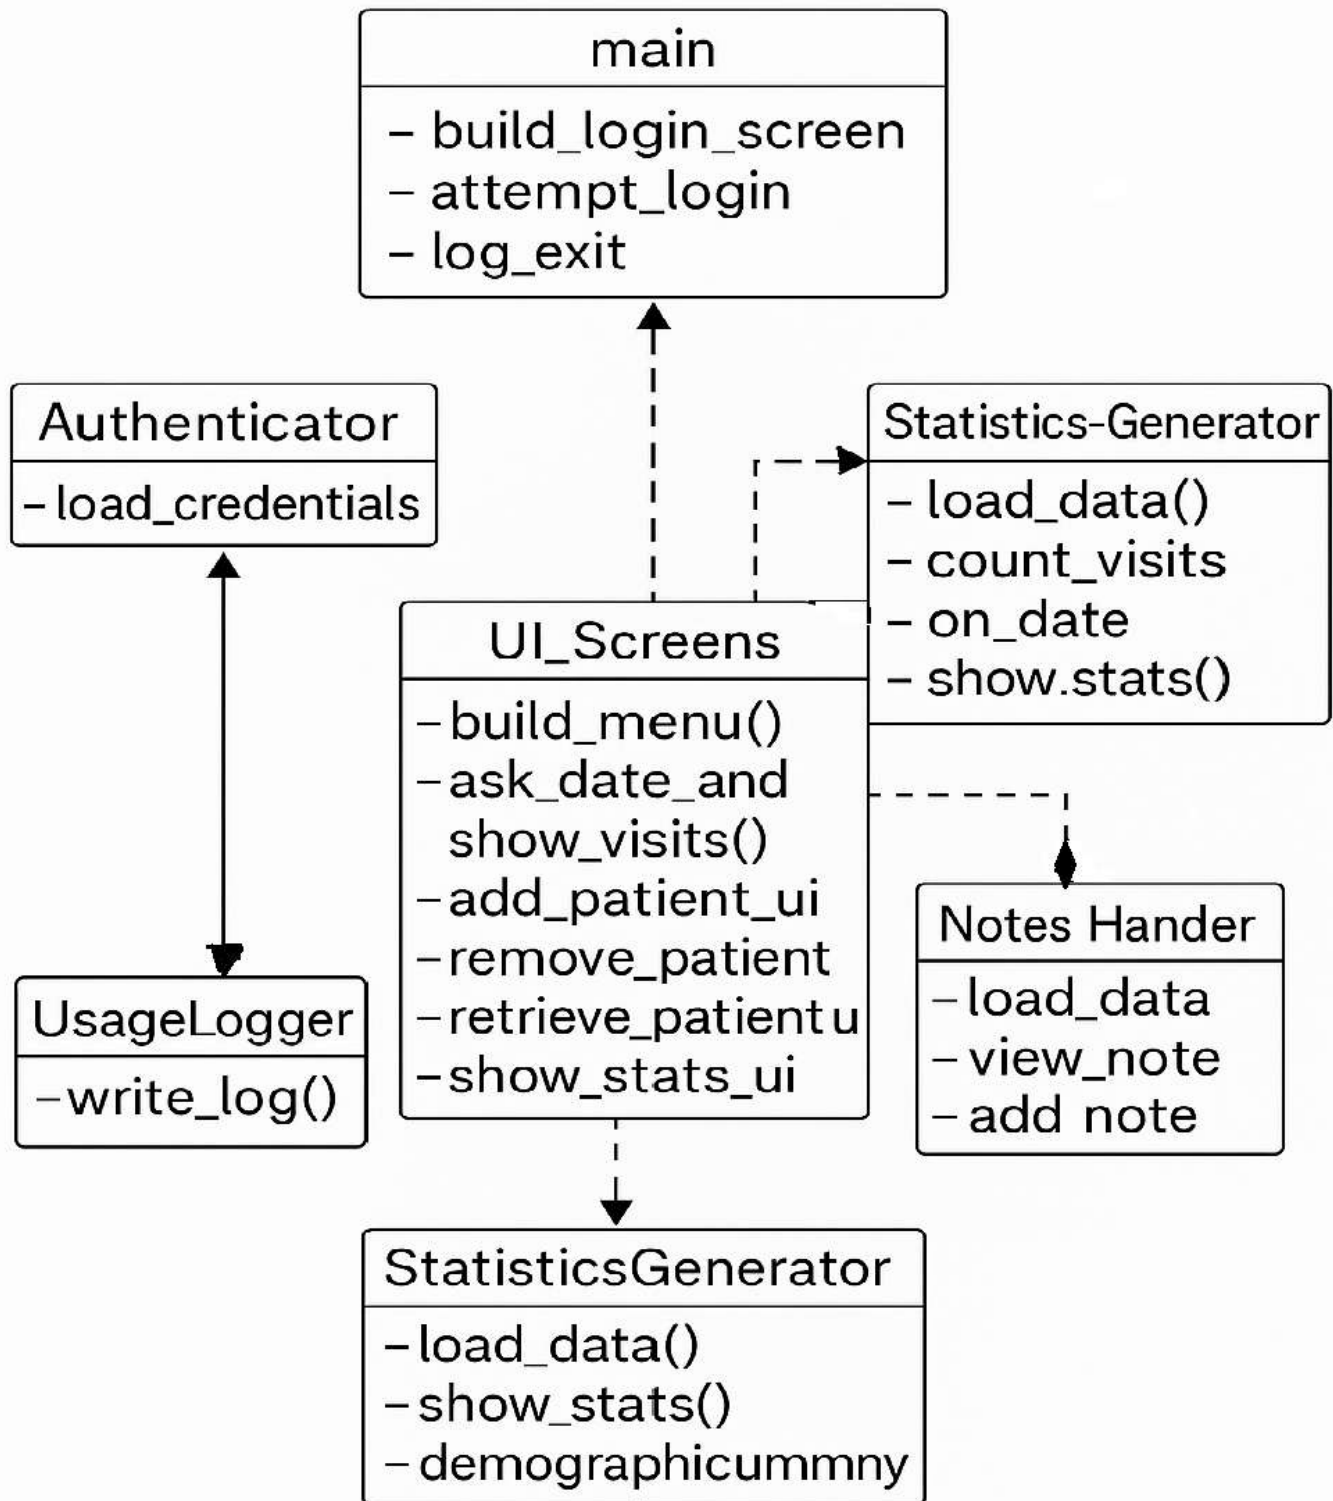 main
– build_login_screen
– attempt_login
– log_exit
Authenticator
– load_credentials
Statistics-Generator
– load_data()
– count_visits
– on_date
– show.stats()
UI_Screens
– build_menu()
– ask_date_and
show_visits()
– add_patient_ui
– remove_patient
– retrieve_patient u
– show_stats_ui
Notes Hander
– load_data
– view_note
– add note
UsageLogger
– write_log()
StatisticsGenerator
– load_data()
– show_stats()
– demographicummny